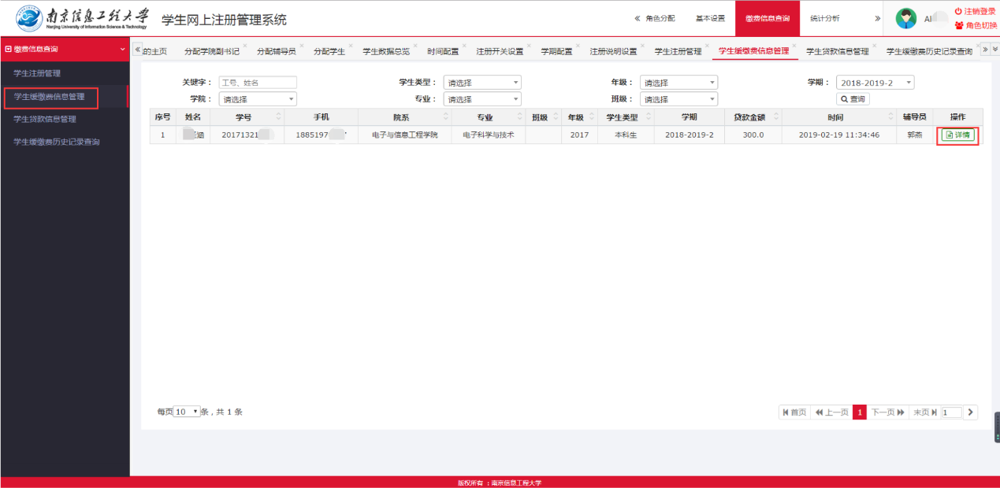 南京信息工程大学 学生网上注册管理系统 « 角色分配 基本设置 缴费信息查询 统计分析 » Al 注销登录
Nanjing University of Information Science & Technology 角色切换
缴费信息查询 « 的主页 分配学院副书记 分配辅导员 分配学生 学生数据总览 时间配置 注册开关设置 学期配置 注册说明设置 学生注册管理 学生缓缴费信息管理 学生贷款信息管理 学生缓缴费历史记录查询 »
学生注册管理
学生缓缴费信息管理
学生贷款信息管理
学生缓缴费历史记录查询
关键字： 工号、姓名 学生类型： 请选择 年级： 请选择 学期： 2018-2019-2
学院： 请选择 专业： 请选择 班级： 请选择 查询
序号 姓名 学号 手机 院系 专业 班级 年级 学生类型 学期 贷款金额 时间 辅导员 操作
1 涵 20171321 1885197 电子与信息工程学院 电子科学与技术 2017 本科生 2018-2019-2 300.0 2019-02-19 11:34:46 郭燕 详情
每页 10 条，共 1 条 首页 上一页 1 下一页 末页 1
版权所有 ：南京信息工程大学